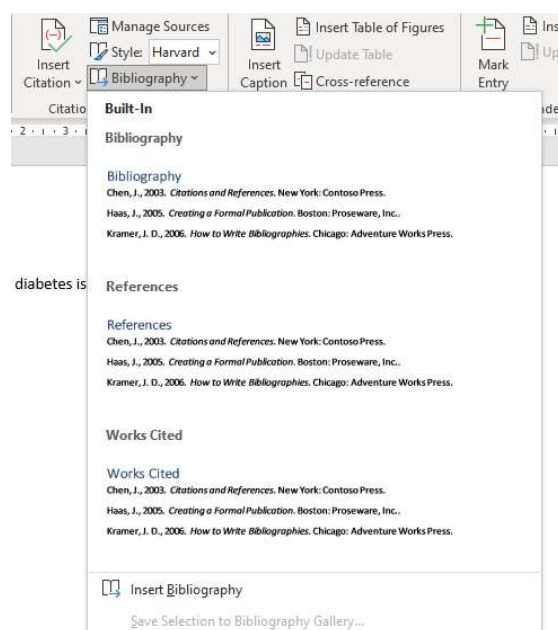 Manage Sources
Insert Table of Figures
Ins
Style: Harvard
Update Table
Up
Insert
Citation
Bibliography
Insert
Caption
Cross-reference
Mark
Entry
Citatio
Built-In
de
2 · 1 · 3 · 1
Bibliography
Bibliography
Chen, J., 2003. Citations and References. New York: Contoso Press.
Haas, J., 2005. Creating a Formal Publication. Boston: Proseware, Inc..
Kramer, J. D., 2006. How to Write Bibliographies. Chicago: Adventure Works Press.
diabetes is
References
References
Chen, J., 2003. Citations and References. New York: Contoso Press.
Haas, J., 2005. Creating a Formal Publication. Boston: Proseware, Inc..
Kramer, J. D., 2006. How to Write Bibliographies. Chicago: Adventure Works Press.
Works Cited
Works Cited
Chen, J., 2003. Citations and References. New York: Contoso Press.
Haas, J., 2005. Creating a Formal Publication. Boston: Proseware, Inc..
Kramer, J. D., 2006. How to Write Bibliographies. Chicago: Adventure Works Press.
Insert Bibliography
Save Selection to Bibliography Gallery...